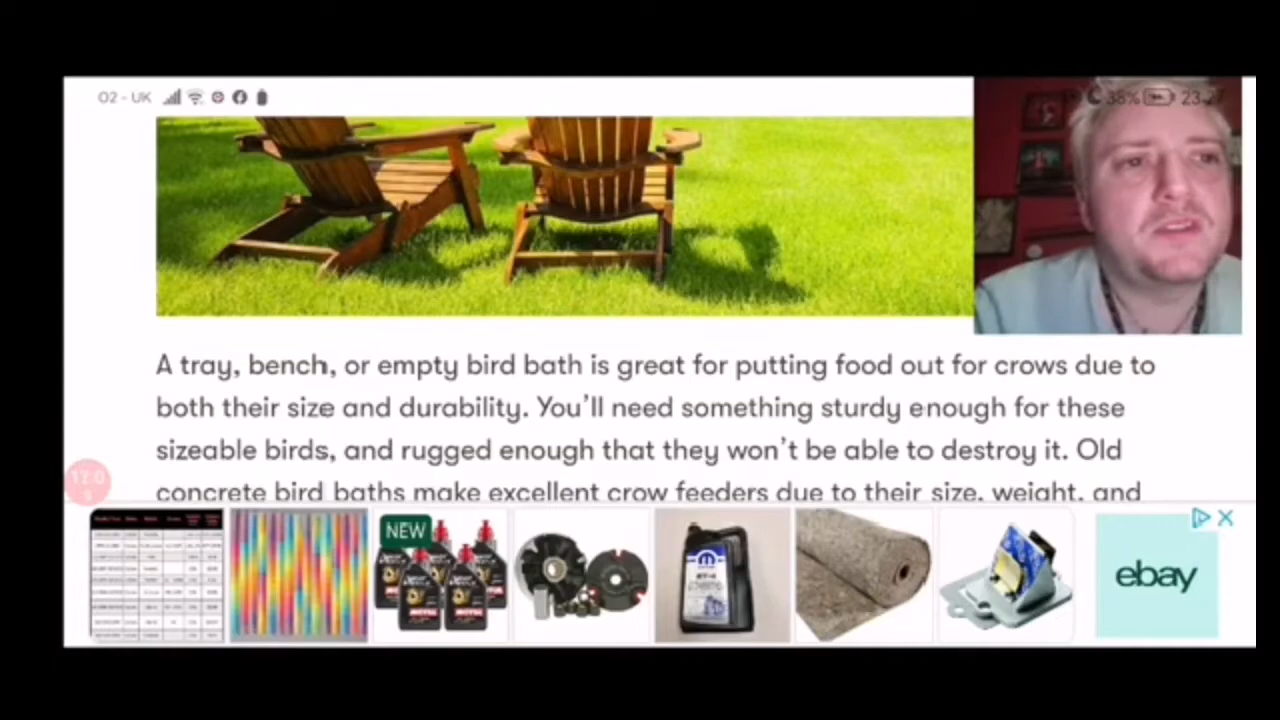 O2 - UK
38%
A tray, bench, or empty bird bath is great for putting food out for crows due to
both their size and durability. You'll need something sturdy enough for these
sizeable birds, and rugged enough that they won't be able to destroy it. Old
concrete bird baths make excellent crow feeders due to their size, weight, and
NEW
MOTUL
MOTUL
ebay